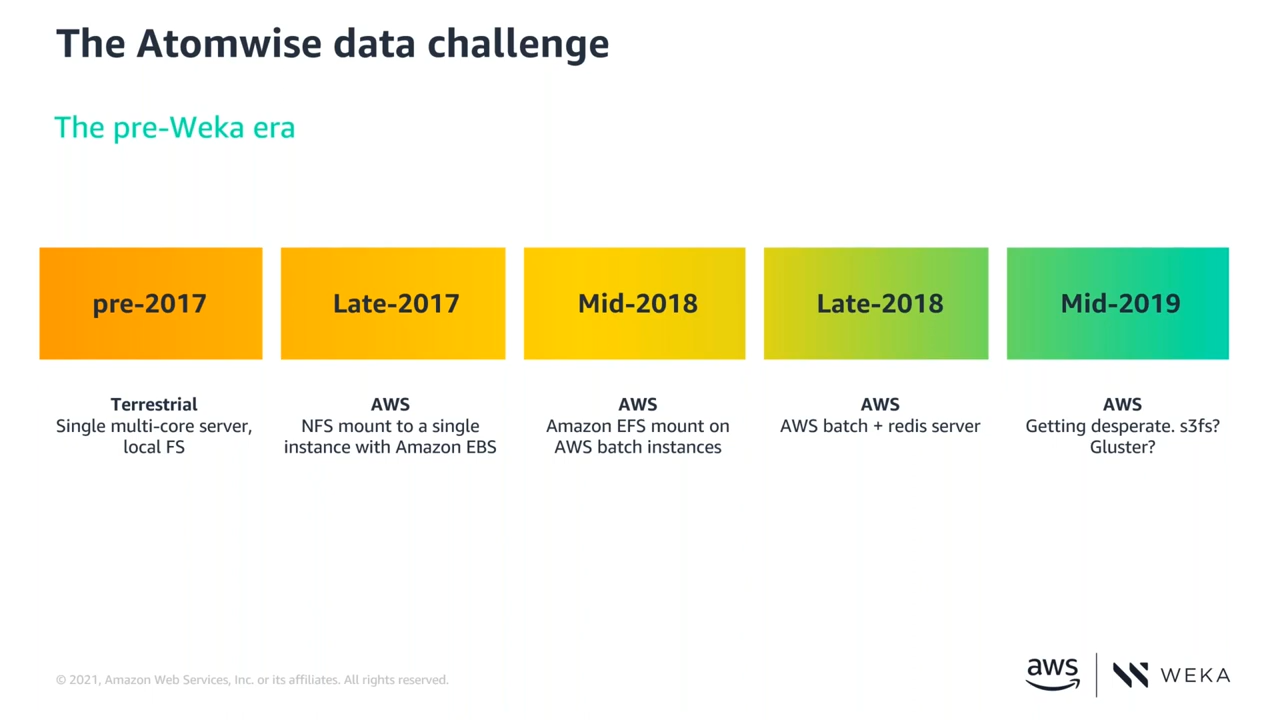 The Atomwise data challenge
The pre-Weka era
pre-2017
Late-2017
Mid-2018
Late-2018
Mid-2019
Terrestrial
Single multi-core server,
local FS
AWS
NFS mount to a single
instance with Amazon EBS
AWS
Amazon EFS mount on
AWS batch instances
AWS
AWS batch + redis server
AWS
Getting desperate. s3fs?
Gluster?
© 2021, Amazon Web Services, Inc. or its affiliates. All rights reserved.
aws
WEKA